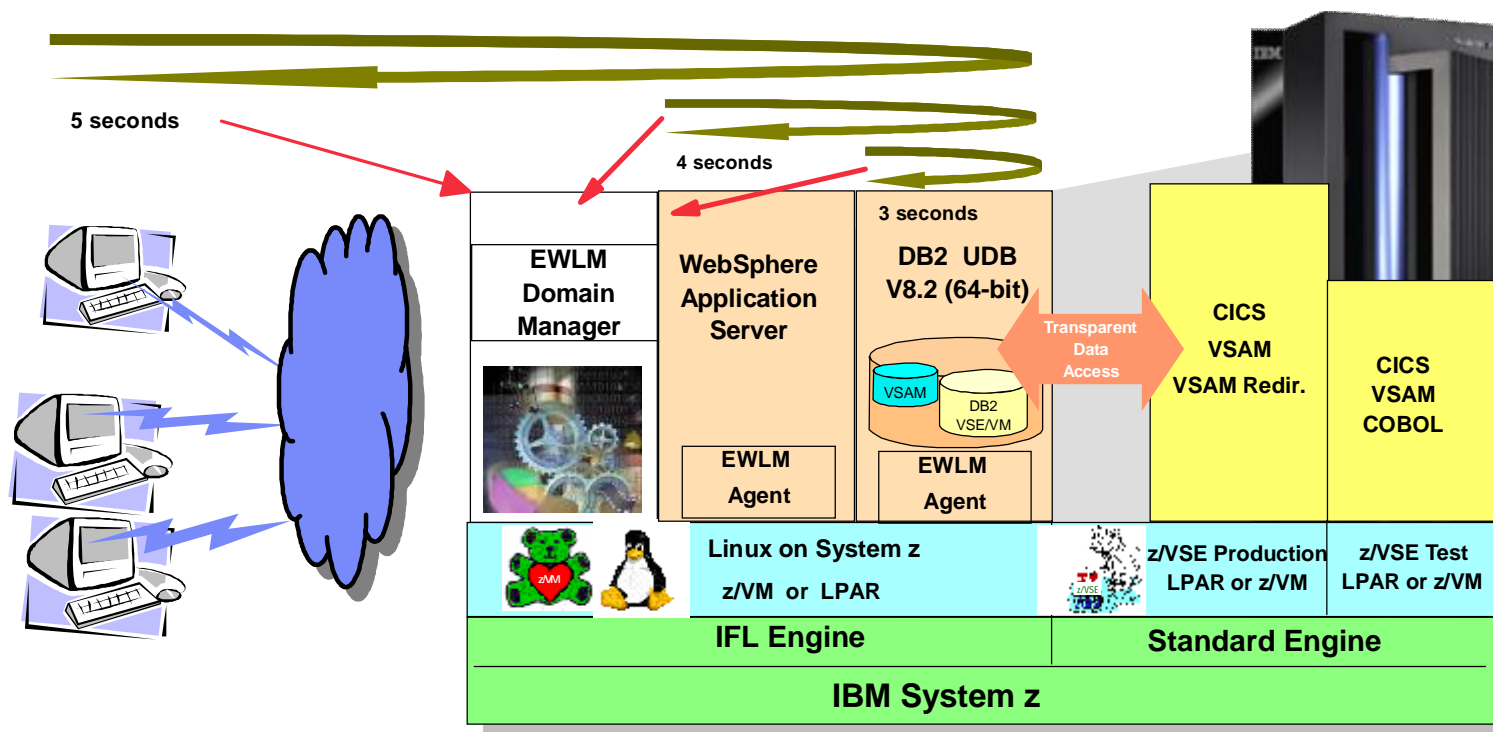 IBM
5 seconds
4 seconds
3 seconds
EWLM
Domain
Manager
WebSphere
Application
Server
DB2 UDB
V8.2 (64-bit)
VSAM
DB2
VSE/VM
EWLM
Agent
EWLM
Agent
Transparent
Data
Access
CICS
VSAM
VSAM Redir.
CICS
VSAM
COBOL
z/VM
Linux on System z
z/VM or LPAR
z/VSE
z/VSE Production
LPAR or z/VM
z/VSE Test
LPAR or z/VM
IFL Engine
Standard Engine
IBM System z